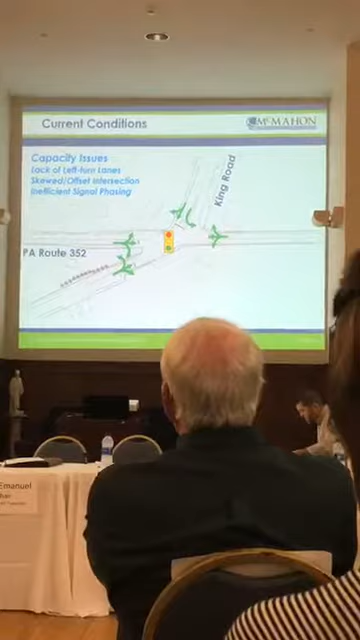 Current Conditions
McMAHON
Capacity Issues
Lack of Left-turn Lanes
Skewed/Offset Intersection
Inefficient Signal Phasing
King Road
PA Route 352
Emanuel